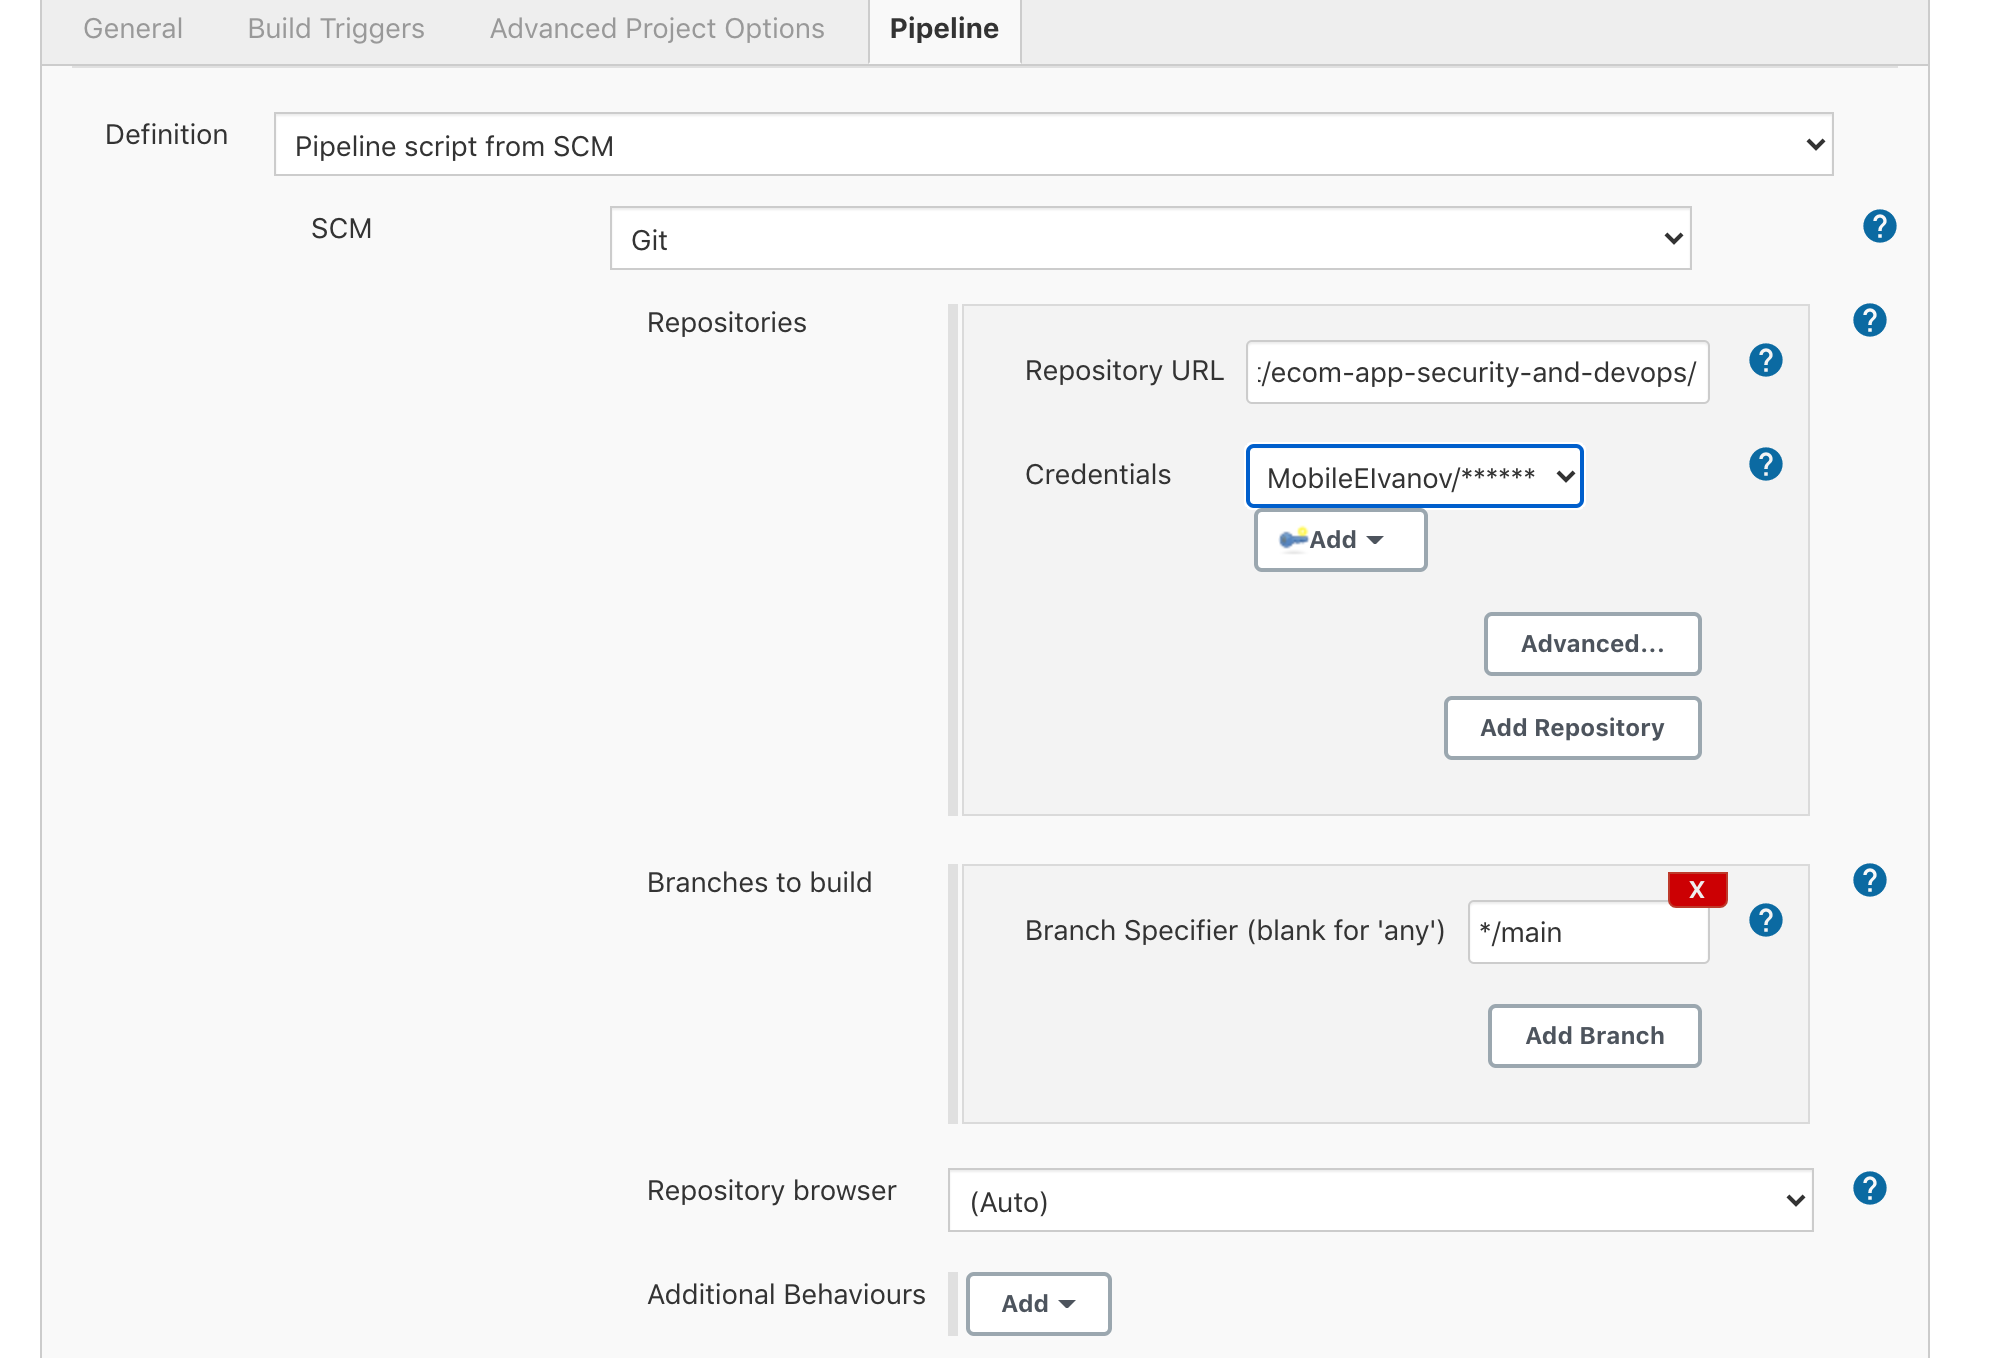 General Build Triggers Advanced Project Options Pipeline
Definition Pipeline script from SCM
SCM Git ?
Repositories ?
Repository URL :/ecom-app-security-and-devops/ ?
Credentials MobileEIvanov/****** ?
Add
Advanced...
Add Repository
Branches to build ?
X
Branch Specifier (blank for 'any') */main ?
Add Branch
Repository browser (Auto) ?
Additional Behaviours Add